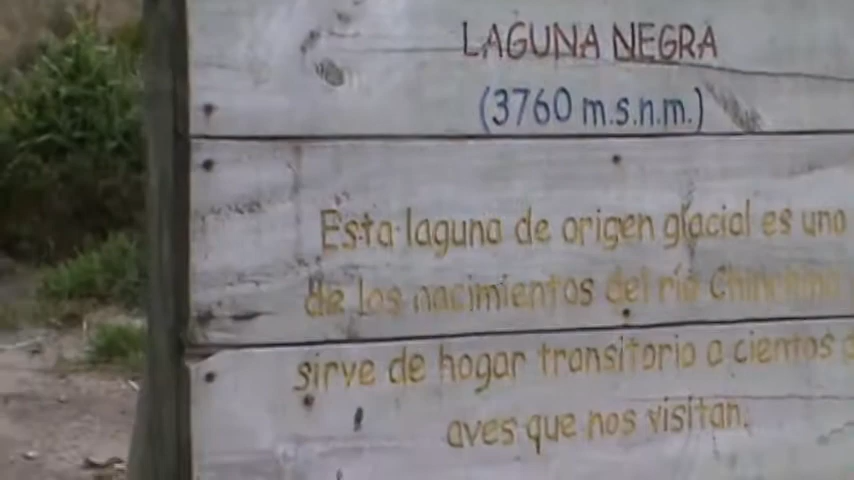 LAGUNA NEGRA
(3760 m.s.n.m.)
Esta laguna de origen glacial es uno
de los nacimientos del río Chinchiná
sirve de hogar transitorio a cientos d
aves que nos visitan.